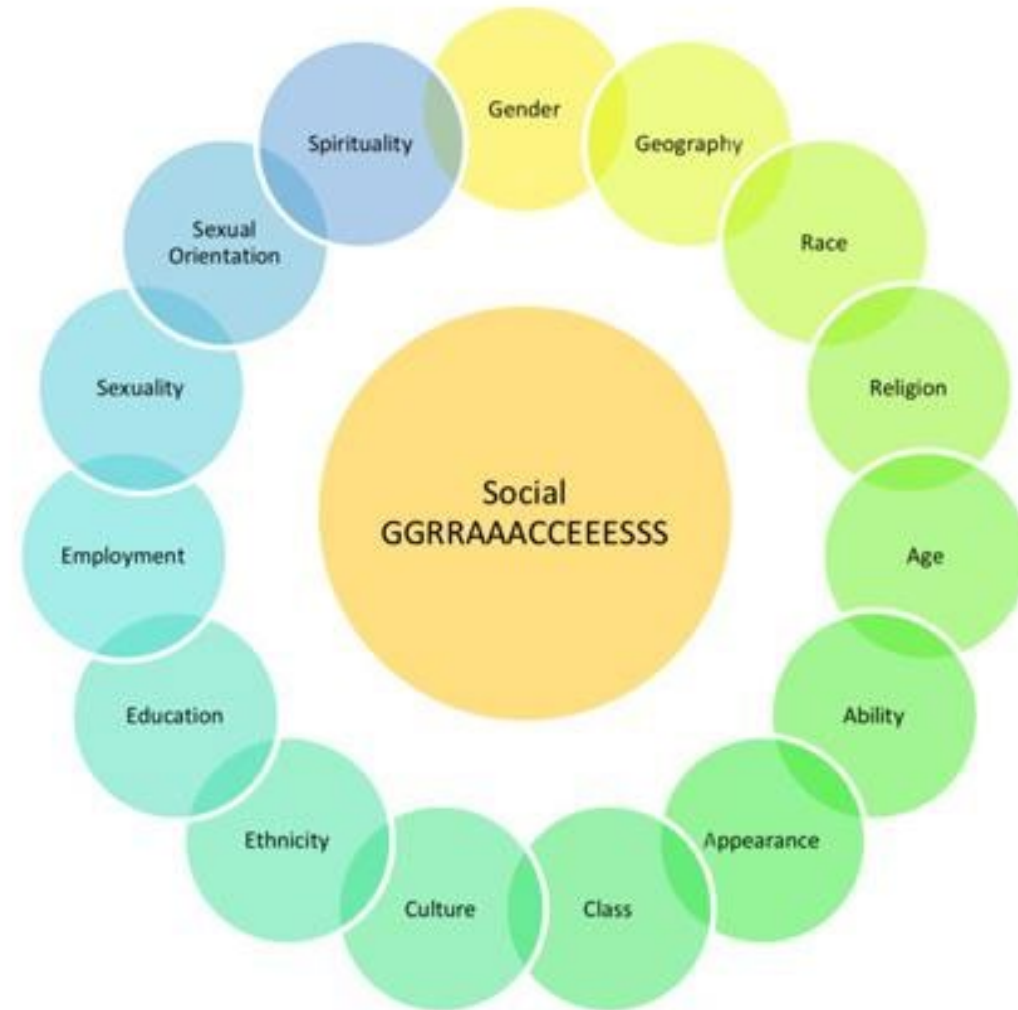 Gender
Geography
Race
Religion
Age
Ability
Appearance
Class
Culture
Ethnicity
Education
Employment
Sexuality
Sexual
Orientation
Spirituality
Social
GGRRAAACCEEESSS